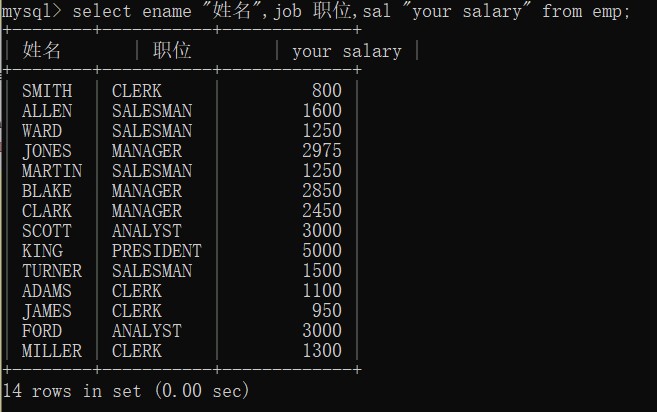 mysql> select ename "姓名",job 职位,sal "your salary" from emp;
+--------+-----------+-------------+
| 姓名 | 职位 | your salary |
+--------+-----------+-------------+
| SMITH | CLERK | 800 |
| ALLEN | SALESMAN | 1600 |
| WARD | SALESMAN | 1250 |
| JONES | MANAGER | 2975 |
| MARTIN | SALESMAN | 1250 |
| BLAKE | MANAGER | 2850 |
| CLARK | MANAGER | 2450 |
| SCOTT | ANALYST | 3000 |
| KING | PRESIDENT | 5000 |
| TURNER | SALESMAN | 1500 |
| ADAMS | CLERK | 1100 |
| JAMES | CLERK | 950 |
| FORD | ANALYST | 3000 |
| MILLER | CLERK | 1300 |
+--------+-----------+-------------+
14 rows in set (0.00 sec)